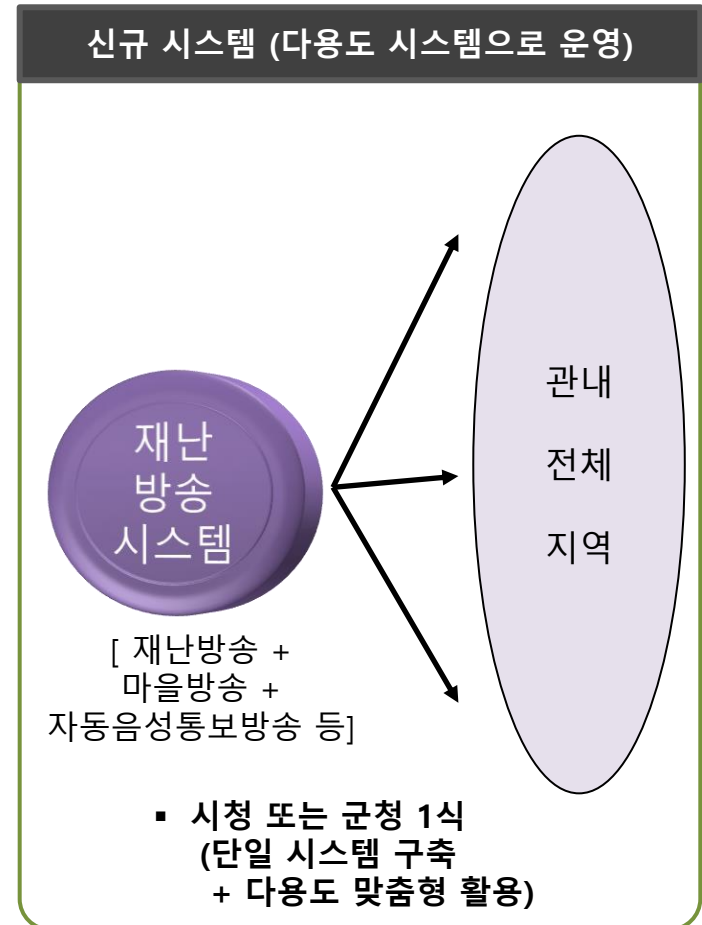 신규 시스템 (다용도 시스템으로 운영)
재난
방송
시스템
관내
전체
지역
[ 재난방송 +
마을방송 +
자동음성통보방송 등]
▪ 시청 또는 군청 1식
(단일 시스템 구축
+ 다용도 맞춤형 활용)